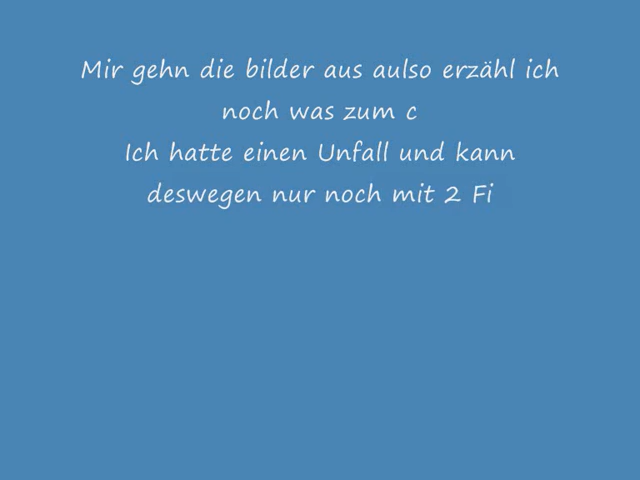 Mir gehn die bilder aus aulso erzähl ich
noch was zum c
Ich hatte einen Unfall und kann
deswegen nur noch mit 2 Fi